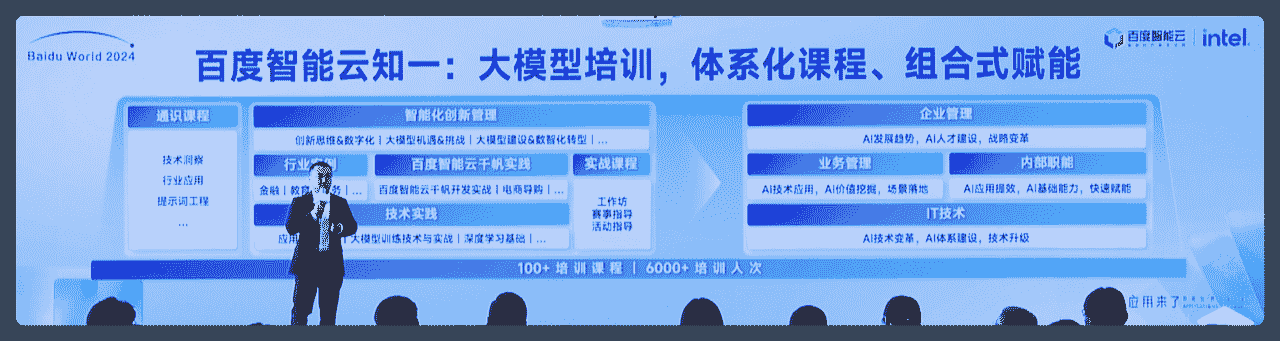 Baidu World 2024
百度智能云
intel.
百度智能云知一：大模型培训，体系化课程、组合式赋能
通识课程
技术洞察
行业应用
提示词工程
...
智能化创新管理
创新思维&数字化 | 大模型机遇&挑战 | 大模型建设&数智化转型 | ...
行业
金融 | 教 | ...
百度智能云千帆实践
百度智能云千帆开发实战 | 电商导购 | ...
实战课程
工作坊
赛事指导
活动指导
技术实践
应用 | 大模型训练技术与实战 | 深度学习基础 | ...
企业管理
AI发展趋势，AI人才建设，战略变革
业务管理
AI技术应用，AI价值挖掘，场景落地
内部职能
AI应用提效，AI基础能力，快速赋能
IT技术
AI技术变革，AI体系建设，技术升级
100+ 培训课程 | 6000+ 培训人次
应用来了